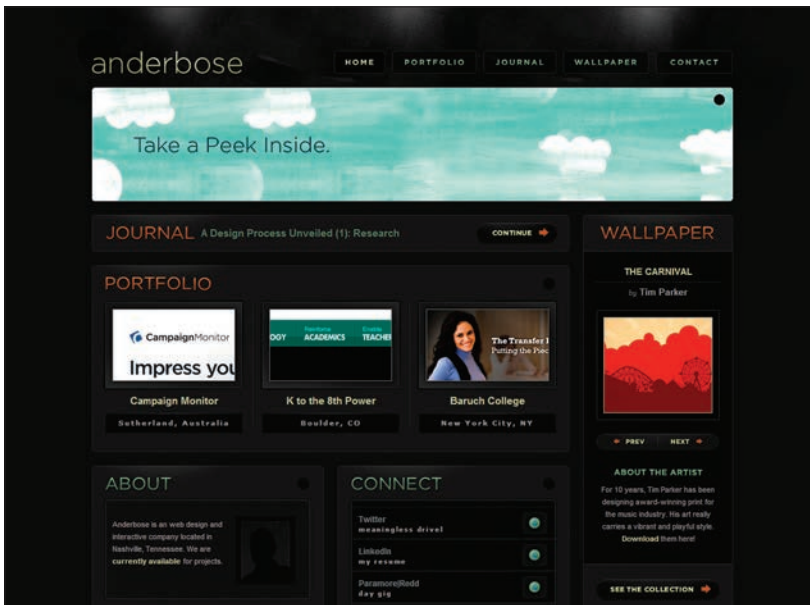 anderbose
HOME PORTFOLIO JOURNAL WALLPAPER CONTACT
Take a Peek Inside.
JOURNAL A Design Process Unveiled (1): Research CONTINUE
PORTFOLIO
CampaignMonitor
Impress you
Campaign Monitor
Sutherland, Australia
OGY ACADEMICS TEACHE
K to the 8th Power
Boulder, CO
The Transfer
Putting the Piec
Baruch College
New York City, NY
WALLPAPER
THE CARNIVAL
by Tim Parker
PREV NEXT
ABOUT THE ARTIST
For 10 years, Tim Parker has been
designing award-winning print for
the music industry. His art really
carries a vibrant and playful style.
Download them here!
SEE THE COLLECTION
ABOUT
Anderbose is an web design and
interactive company located in
Nashville, Tennessee. We are
currently available for projects.
CONNECT
Twitter
meaningless drivel
LinkedIn
my resume
Paramore|Redd
day gig